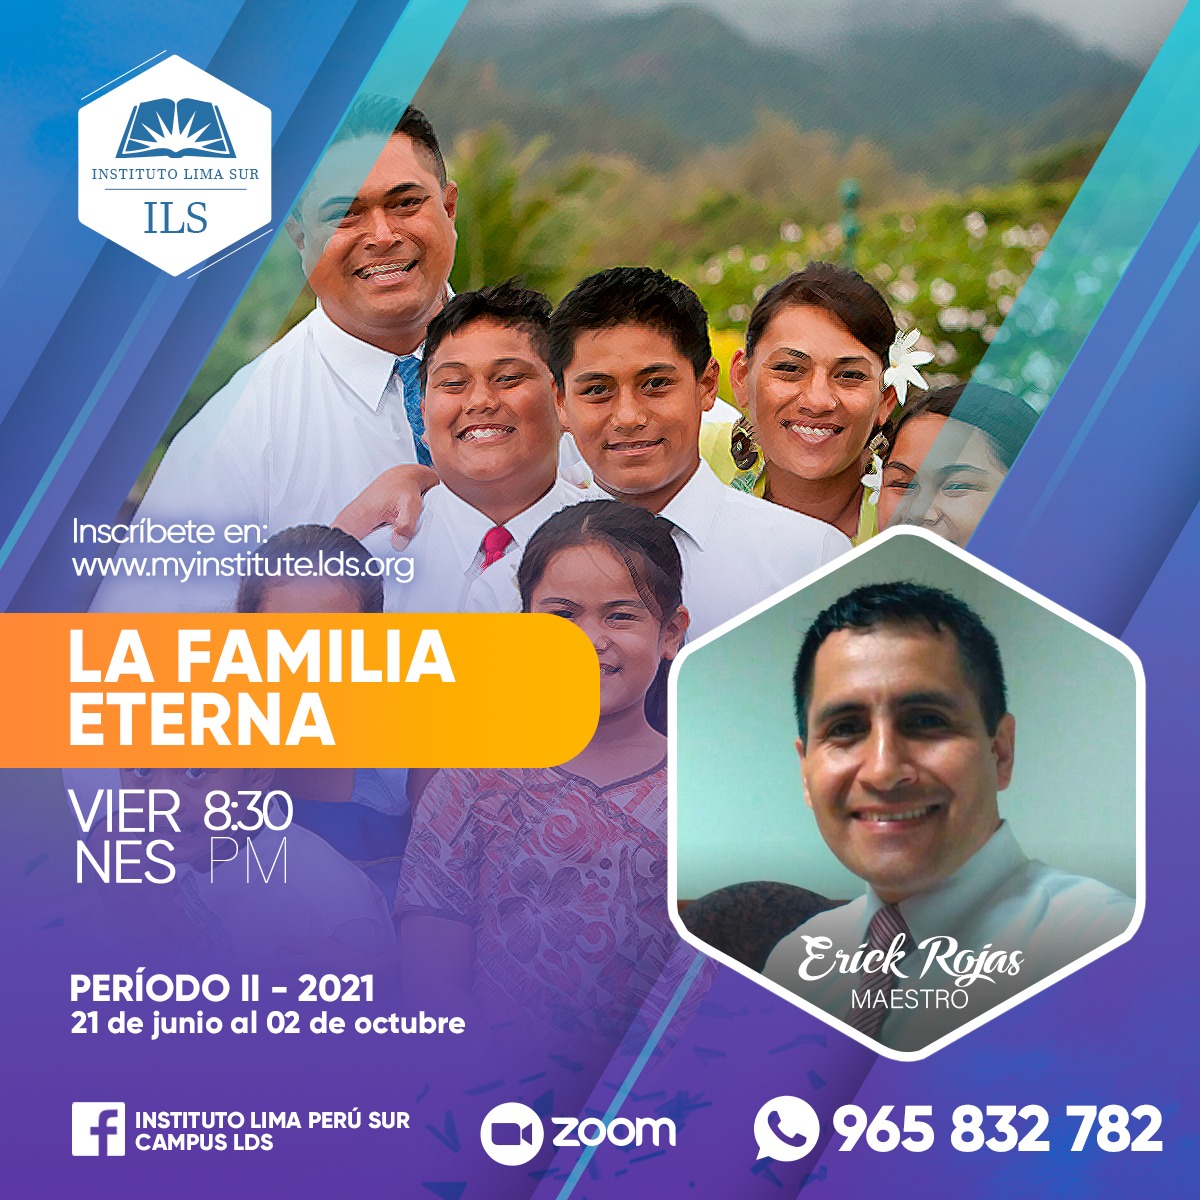 INSTITUTO LIMA SUR
ILS
Inscríbete en:
www.myinstitute.lds.org
LA FAMILIA
ETERNA
VIER
NES
8:30
PM
Erick Rojas
MAESTRO
PERÍODO II - 2021
21 de junio al 02 de octubre
INSTITUTO LIMA PERÚ SUR
CAMPUS LDS
zoom
965 832 782